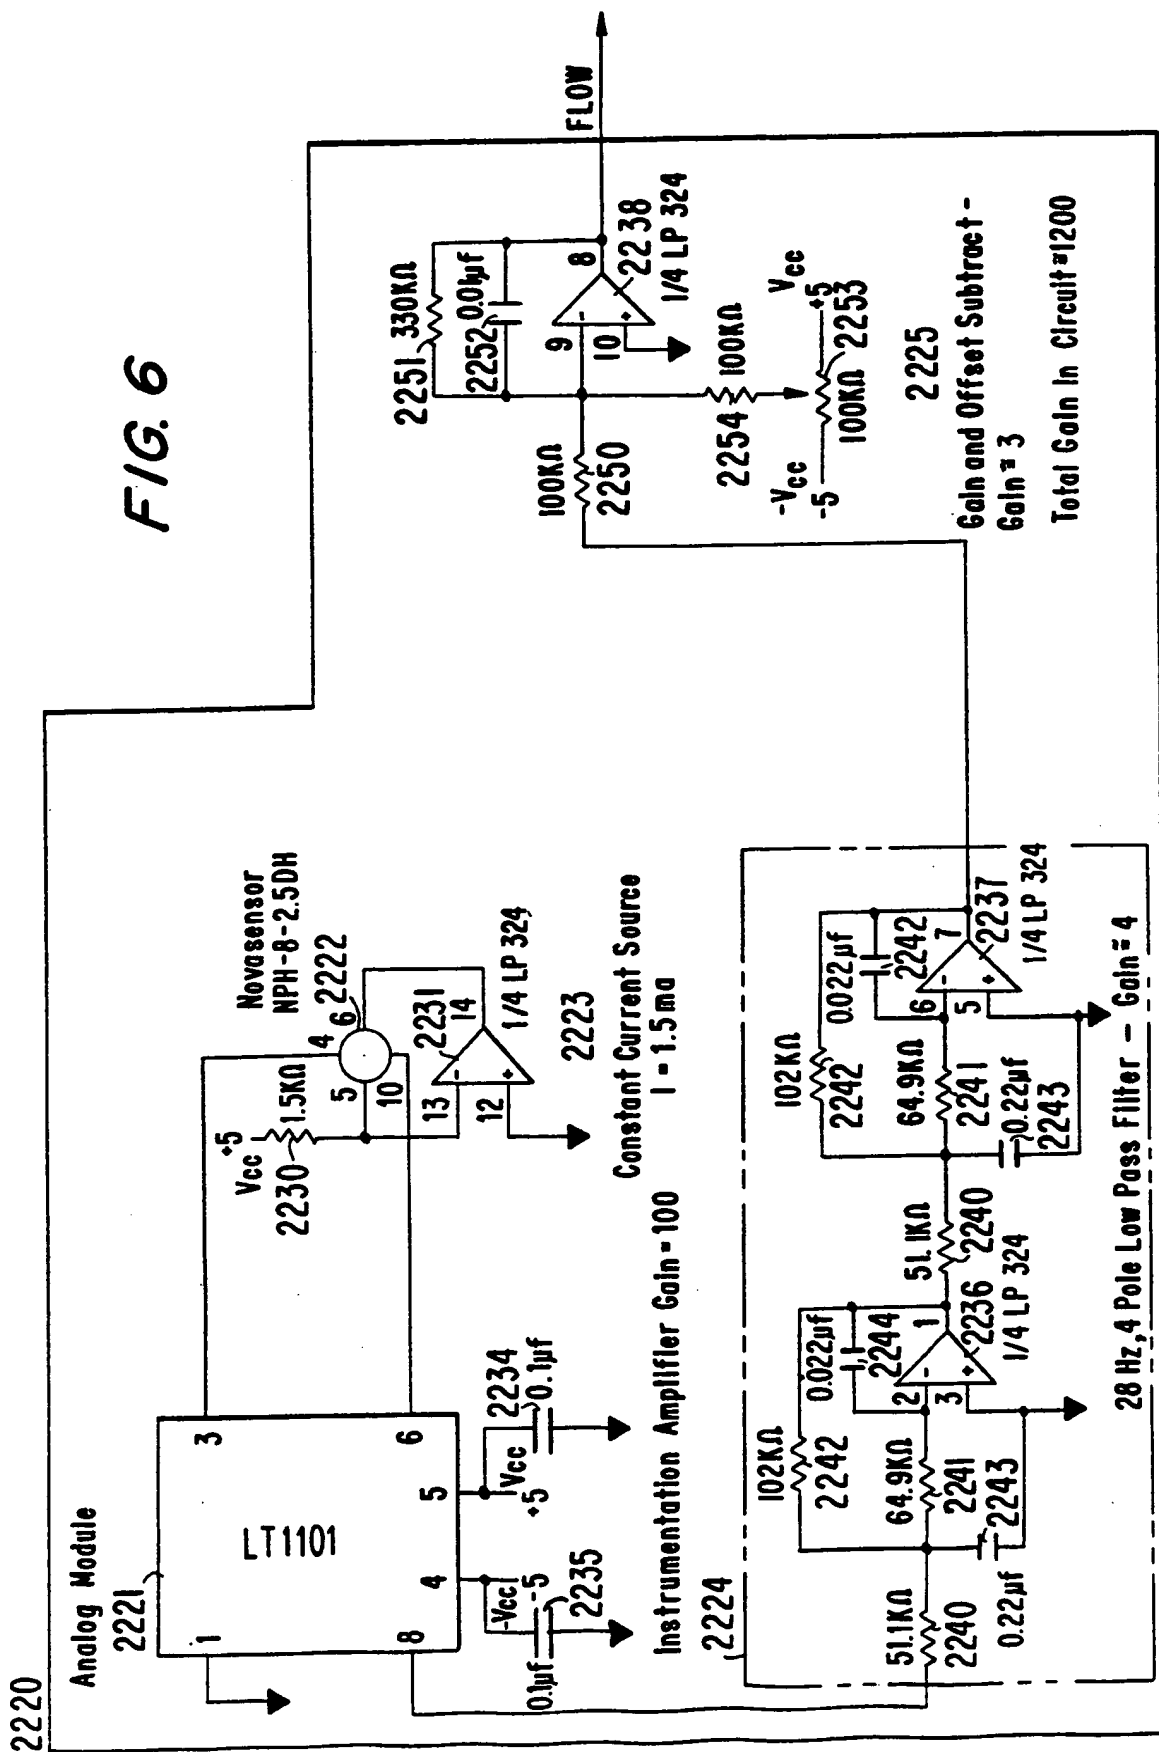 FIG. 6
2220
Analog Module
2221
LT1101
1
3
6
8
4
5
-Vcc
-5
0.1µf
2235
Vcc
+5
2234
0.1µf
Instrumentation Amplifier Gain=100
Novasensor
NPH-8-2.5DH
2222
4
6
5
10
Vcc
+5
1.5KΩ
2230
2231
13
12
14
1/4 LP 324
2223
Constant Current Source
I = 1.5ma
2224
51.1KΩ
2240
102KΩ
2242
64.9KΩ
2241
2243
0.22µf
0.022µf
2244
2
3
1
2236
1/4 LP 324
51.1KΩ
2240
102KΩ
2242
64.9KΩ
2241
0.22µf
2243
0.022µf
2242
6
5
7
2237
1/4 LP 324
28 Hz, 4 Pole Low Pass Filter - Gain≅4
100KΩ
2250
2251
330KΩ
2252
0.01µf
9
10
8
2238
1/4 LP 324
FLOW
2254
100KΩ
-Vcc
-5
100KΩ
Vcc
+5
2253
2225
Gain and Offset Subtract-
Gain≅3
Total Gain In Circuit≅1200